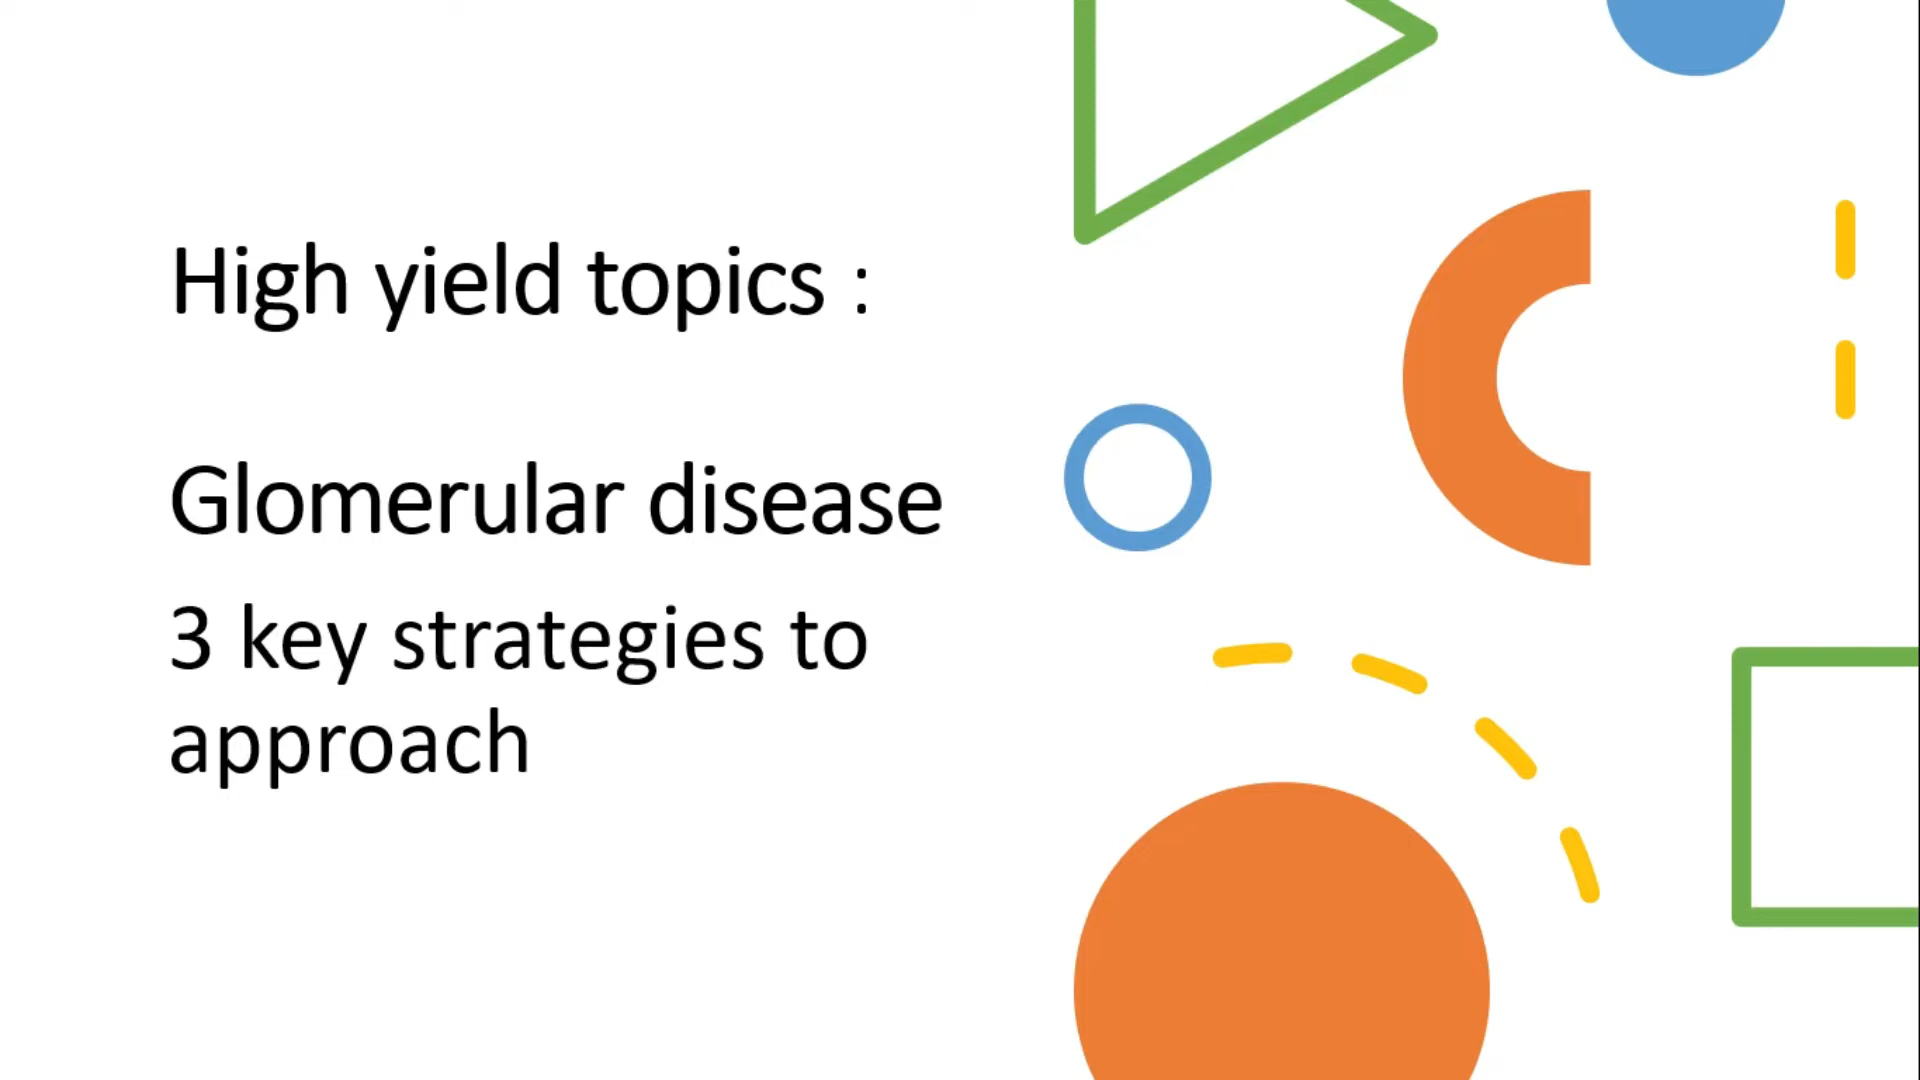 High yield topics :
Glomerular disease
3 key strategies to
approach